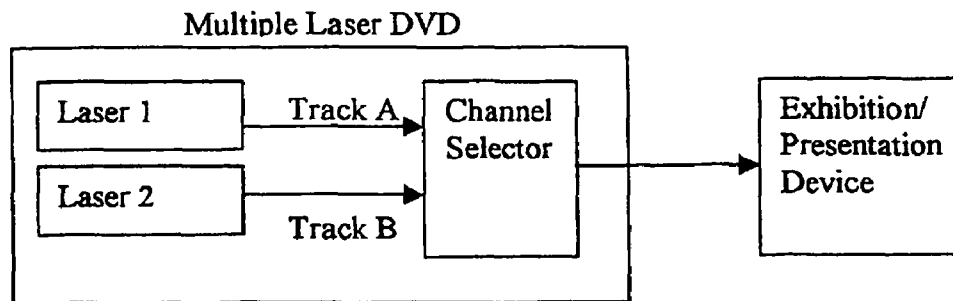 Multiple Laser DVD
Laser 1
Track A
Channel
Selector
Laser 2
Track B
Exhibition/
Presentation
Device